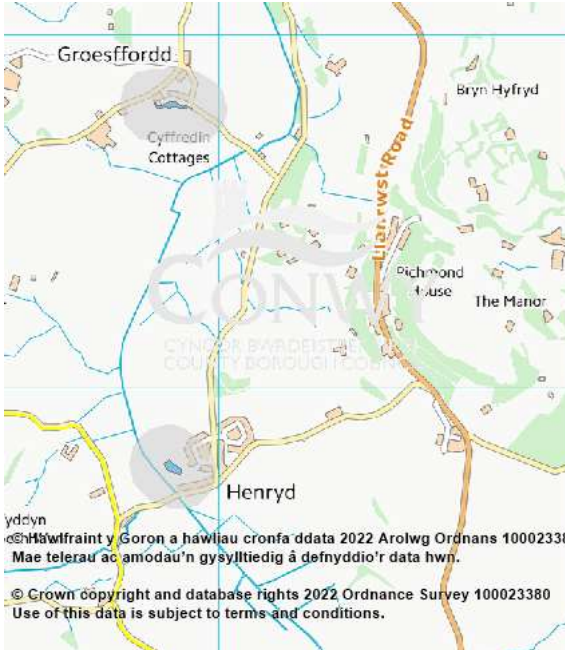 Groesffordd
Bryn Hyfryd
Cyffredin
Cottages
Llanrwst Road
Richmond
House
The Manor
CONWY
CYNGOR BWRDEISTREF SIROL
COUNTY BOROUGH COUNCIL
Henryd
yddyn
© Hawlfraint y Goron a hawliau cronfa ddata 2022 Arolwg Ordnans 10002338
Mae telerau ac amodau’n gysylltiedig â defnyddio’r data hwn.
© Crown copyright and database rights 2022 Ordnance Survey 100023380
Use of this data is subject to terms and conditions.